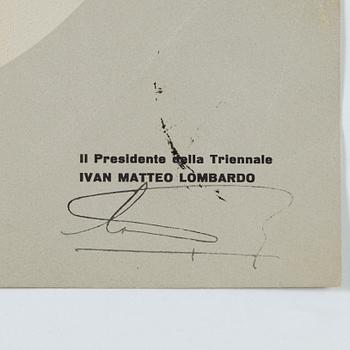 Il Presidente della Triennale
IVAN MATTEO LOMBARDO